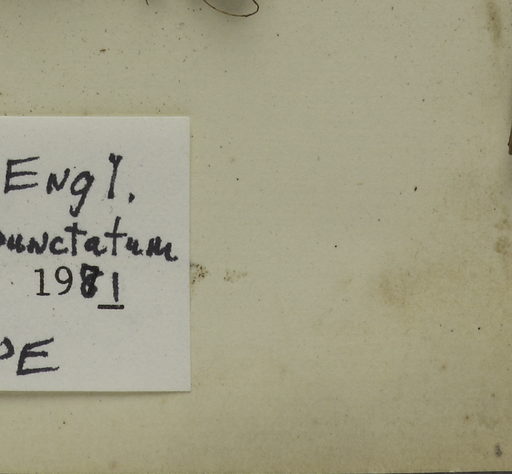 Engl.
punctatum
1981
PE